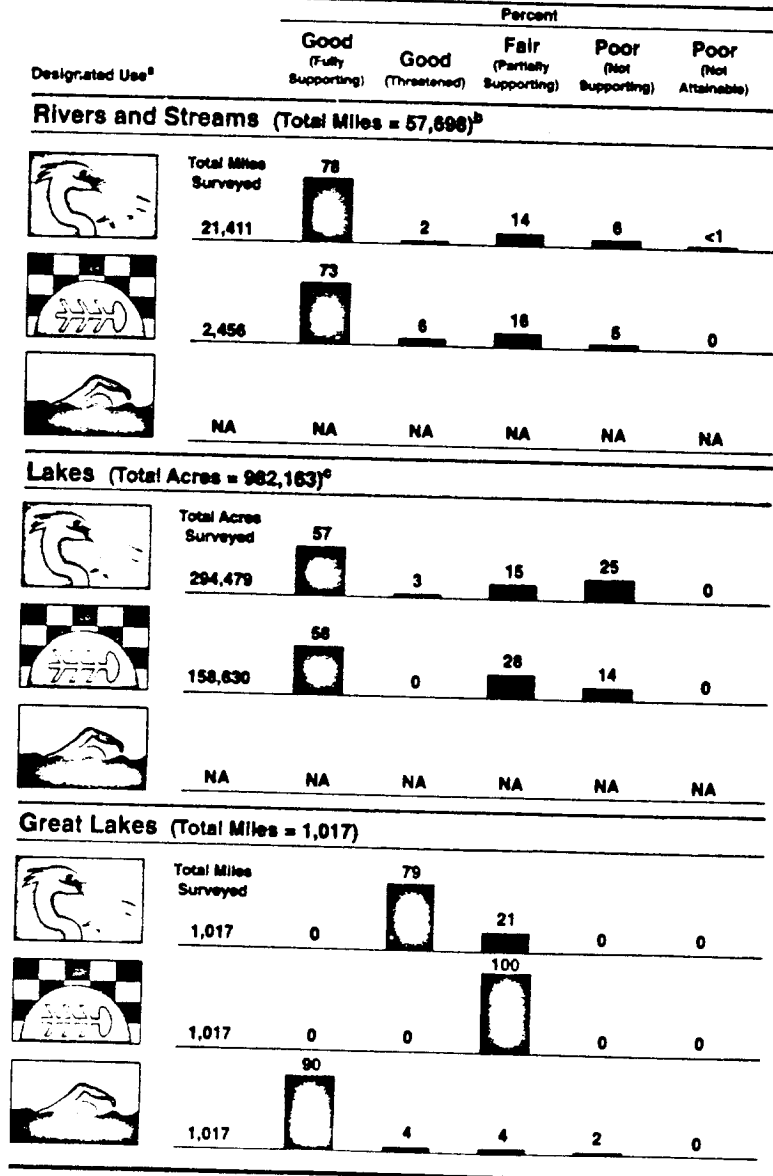 Percent
Designated Useª
Good
(Fully
Supporting)
Good
(Threatened)
Fair
(Partially
Supporting)
Poor
(Not
Supporting)
Poor
(Not
Attainable)
Rivers and Streams (Total Miles = 57,698)ᵇ
Total Miles
Surveyed
21,411 78 2 14 6 <1
2,456 73 6 16 5 0
NA NA NA NA NA NA
Lakes (Total Acres = 982,163)ᶜ
Total Acres
Surveyed
294,479 57 3 15 25 0
158,630 58 0 28 14 0
NA NA NA NA NA NA
Great Lakes (Total Miles = 1,017)
Total Miles
Surveyed
1,017 0 79 21 0 0
1,017 0 0 100 0 0
1,017 90 4 4 2 0